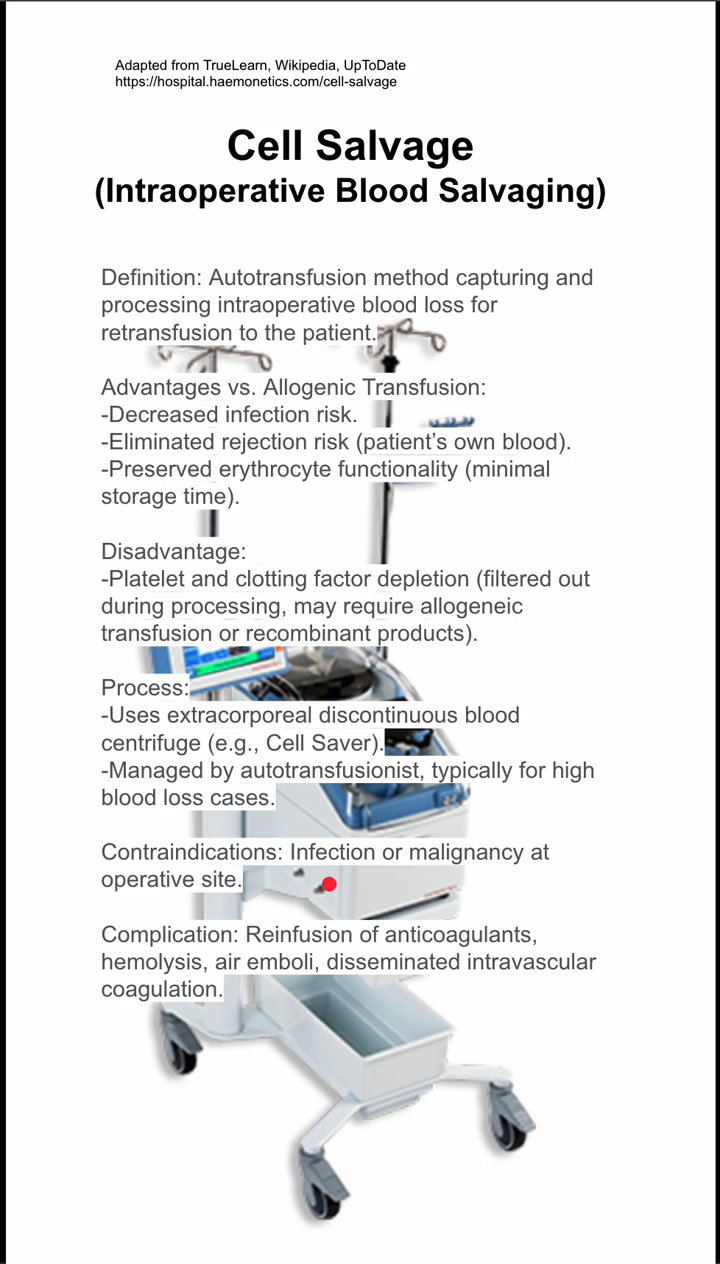 Adapted from TrueLearn, Wikipedia, UpToDate
https://hospital.haemonetics.com/cell-salvage
Cell Salvage
(Intraoperative Blood Salvaging)
Definition: Autotransfusion method capturing and
processing intraoperative blood loss for
retransfusion to the patient.
Advantages vs. Allogenic Transfusion:
-Decreased infection risk.
-Eliminated rejection risk (patient’s own blood).
-Preserved erythrocyte functionality (minimal
storage time).
Disadvantage:
-Platelet and clotting factor depletion (filtered out
during processing, may require allogeneic
transfusion or recombinant products).
Process:
-Uses extracorporeal discontinuous blood
centrifuge (e.g., Cell Saver).
-Managed by autotransfusionist, typically for high
blood loss cases.
Contraindications: Infection or malignancy at
operative site.
Complication: Reinfusion of anticoagulants,
hemolysis, air emboli, disseminated intravascular
coagulation.